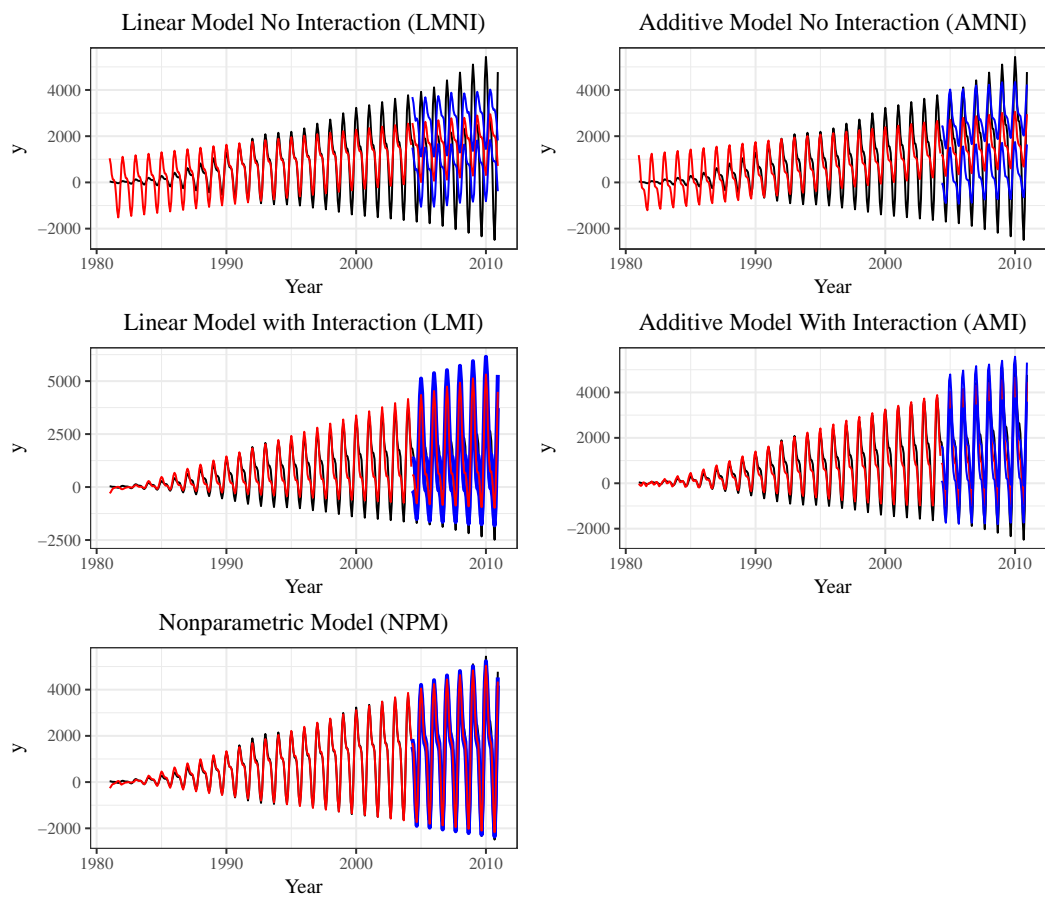 Linear Model No Interaction (LMNI)
Additive Model No Interaction (AMNI)
4000
2000
0
−2000
y
1980
1990
2000
2010
Year
4000
2000
0
−2000
y
1980
1990
2000
2010
Year
Linear Model with Interaction (LMI)
Additive Model With Interaction (AMI)
5000
2500
0
−2500
y
1980
1990
2000
2010
Year
4000
2000
0
−2000
y
1980
1990
2000
2010
Year
Nonparametric Model (NPM)
4000
2000
0
−2000
y
1980
1990
2000
2010
Year